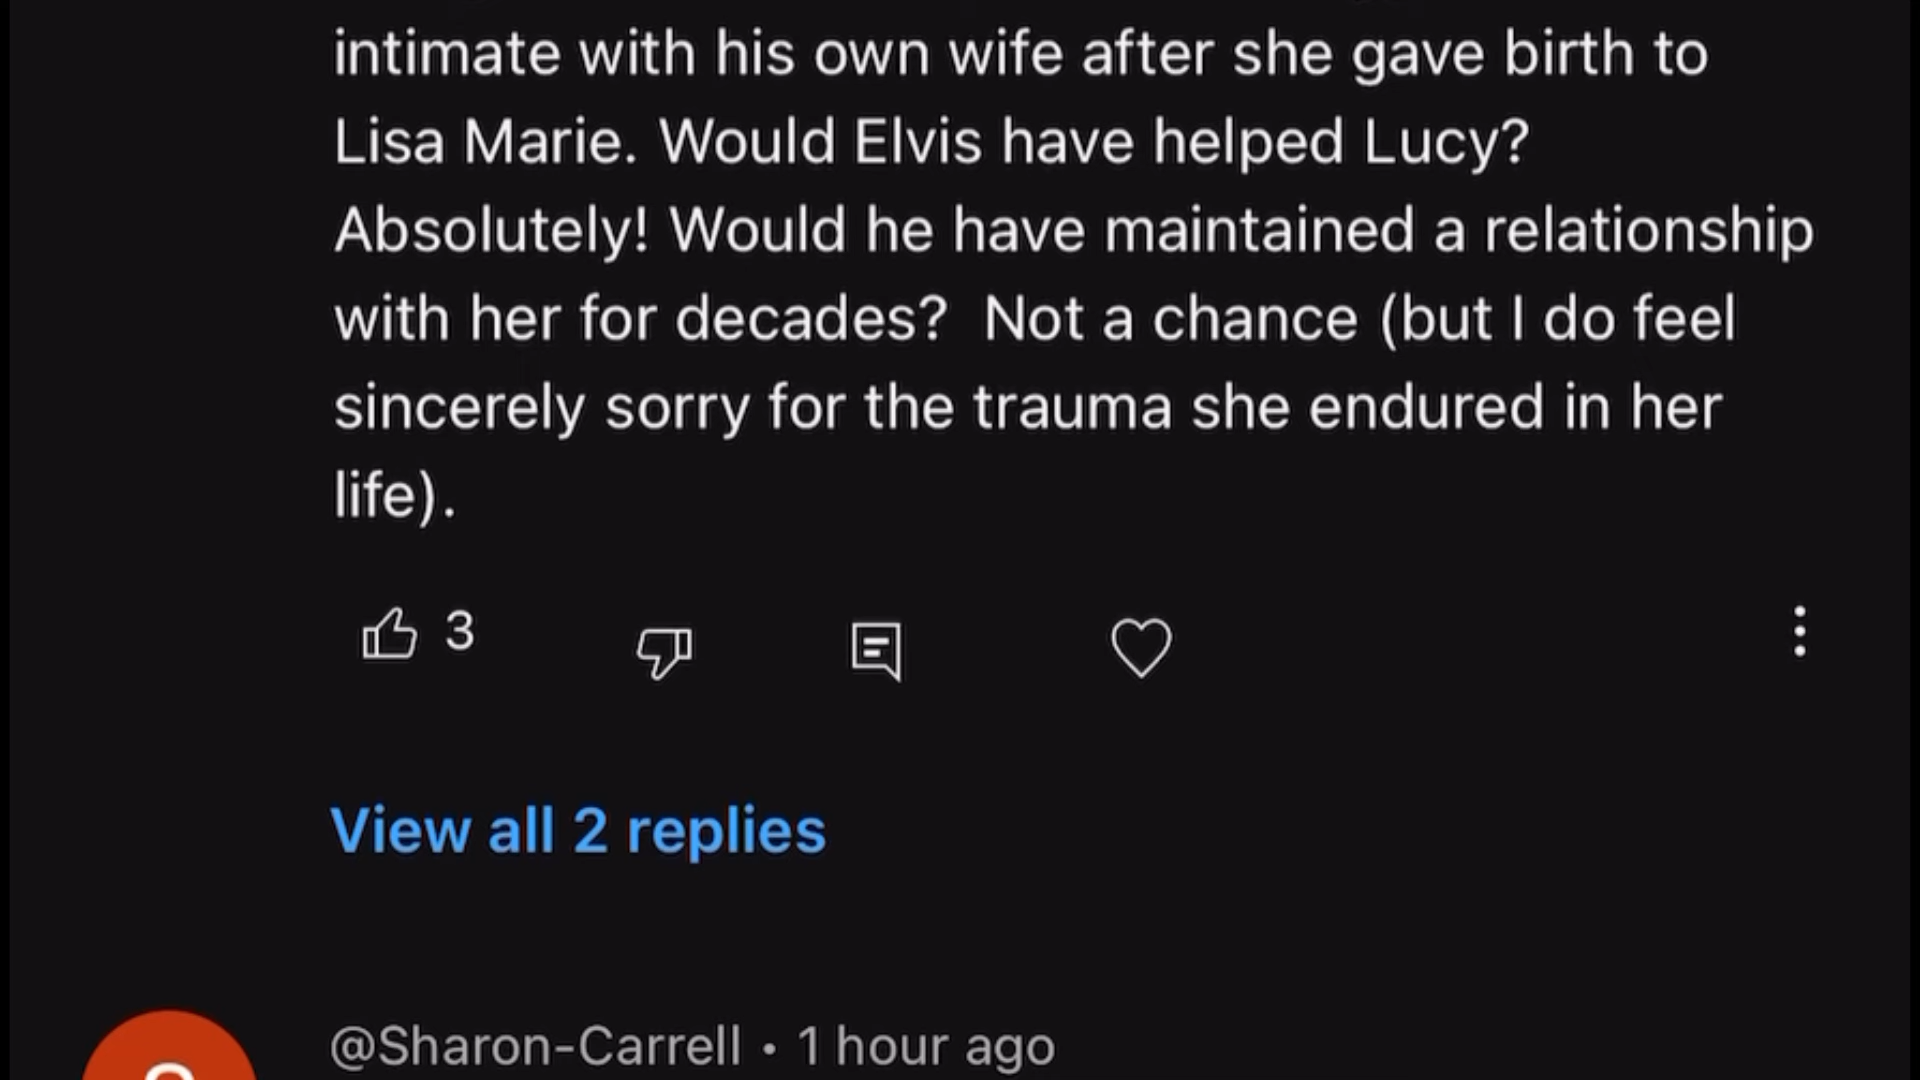 intimate with his own wife after she gave birth to
Lisa Marie. Would Elvis have helped Lucy?
Absolutely! Would he have maintained a relationship
with her for decades?  Not a chance (but I do feel
sincerely sorry for the trauma she endured in her
life).
3
View all 2 replies
@Sharon-Carrell • 1 hour ago